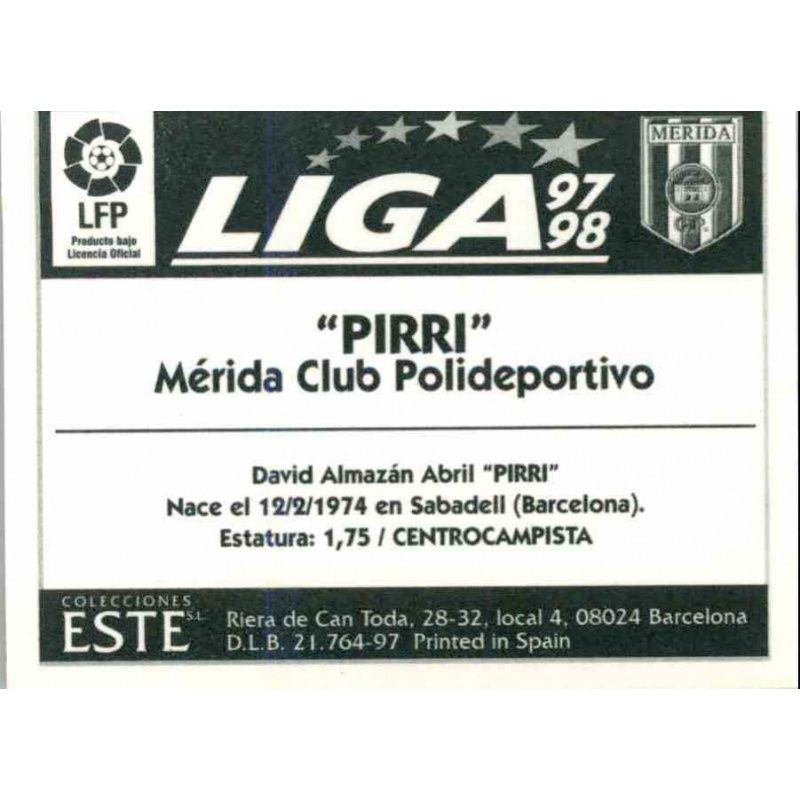 LFP
Producto bajo
Licencia Oficial
LIGA 97
98
MERIDA
"PIRRI"
Mérida Club Polideportivo
David Almazán Abril "PIRRI"
Nace el 12/2/1974 en Sabadell (Barcelona).
Estatura: 1,75 / CENTROCAMPISTA
COLECCIONES
ESTE S.L.
Riera de Can Toda, 28-32, local 4, 08024 Barcelona
D.L.B. 21.764-97 Printed in Spain